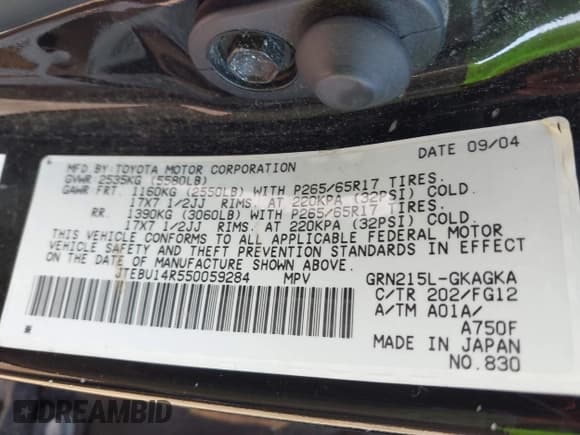 DATE 09/04
MFD.BY:TOYOTA MOTOR CORPORATION
GVWR 2535KG (5580LB)
GAWR FRT. 1160KG (2550LB) WITH P265/65R17 TIRES.
17X7 1/2JJ RIMS. AT 220KPA (32PSI) COLD.
RR. 1390KG (3060LB) WITH P265/65R17 TIRES.
17X7 1/2JJ RIMS. AT 220KPA (32PSI) COLD.
THIS VEHICLE CONFORMS TO ALL APPLICABLE FEDERAL MOTOR
VEHICLE SAFETY AND THEFT PREVENTION STANDARDS IN EFFECT
ON THE DATE OF MANUFACTURE SHOWN ABOVE.
JTEBU14R550059284 MPV GRN215L-GKAGKA
C/TR 202/FG12
A/TM A01A/
A750F
MADE IN JAPAN
NO.830
DREAMBID